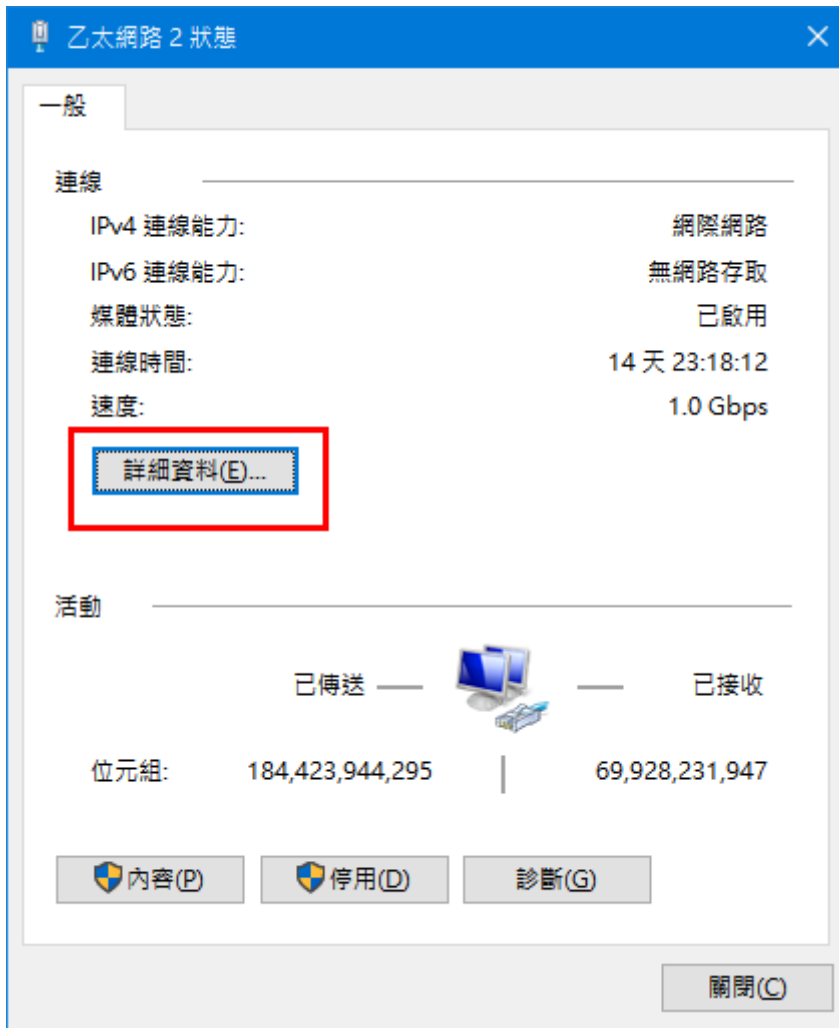 乙太網路 2 狀態
一般
連線
IPv4 連線能力: 網際網路
IPv6 連線能力: 無網路存取
媒體狀態: 已啟用
連線時間: 14 天 23:18:12
速度: 1.0 Gbps
詳細資料(E)...
活動
已傳送 已接收
位元組: 184,423,944,295 69,928,231,947
內容(P) 停用(D) 診斷(G)
關閉(C)